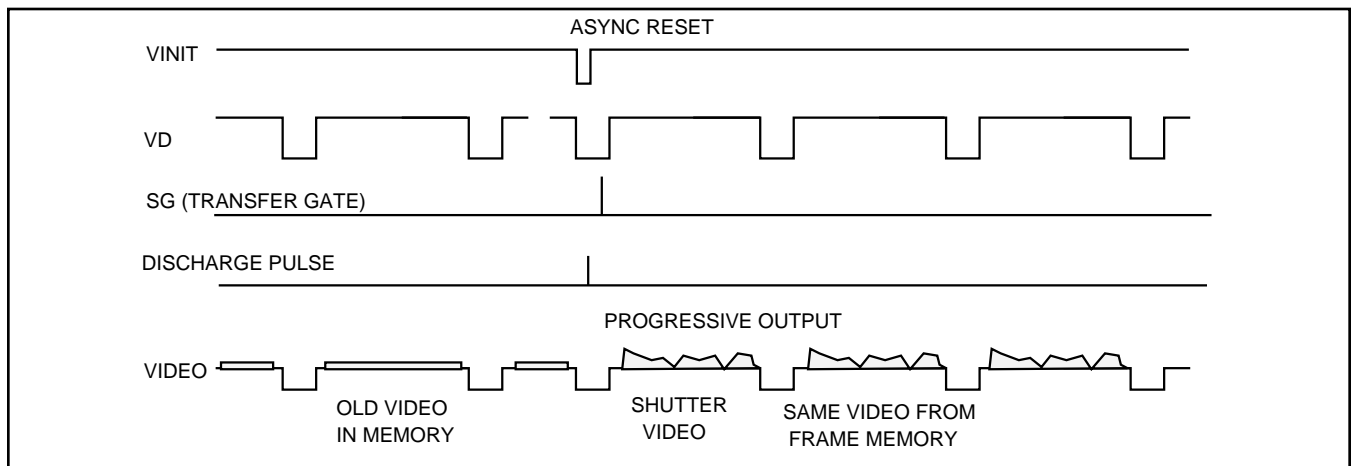 ASYNC RESET
VINIT
VD
SG (TRANSFER GATE)
DISCHARGE PULSE
PROGRESSIVE OUTPUT
VIDEO
OLD VIDEO
IN MEMORY
SHUTTER
VIDEO
SAME VIDEO FROM
FRAME MEMORY